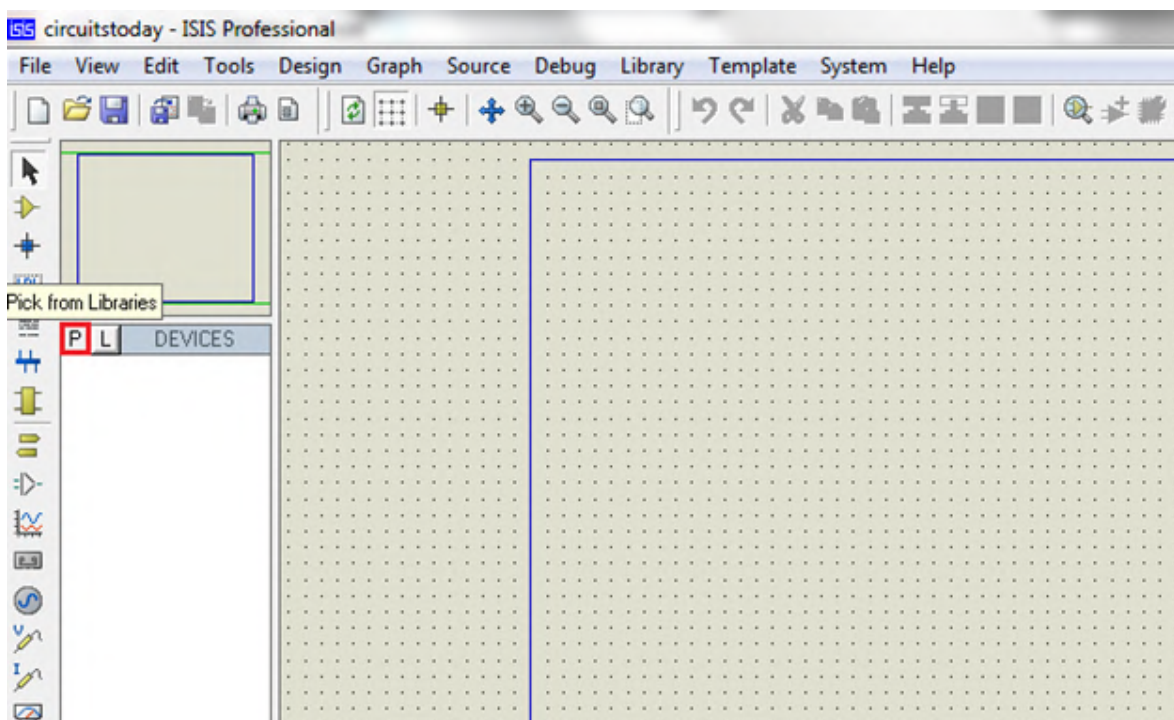 ISIS circuitstoday - ISIS Professional
File View Edit Tools Design Graph Source Debug Library Template System Help
Pick from Libraries
P L DEVICES
V
I